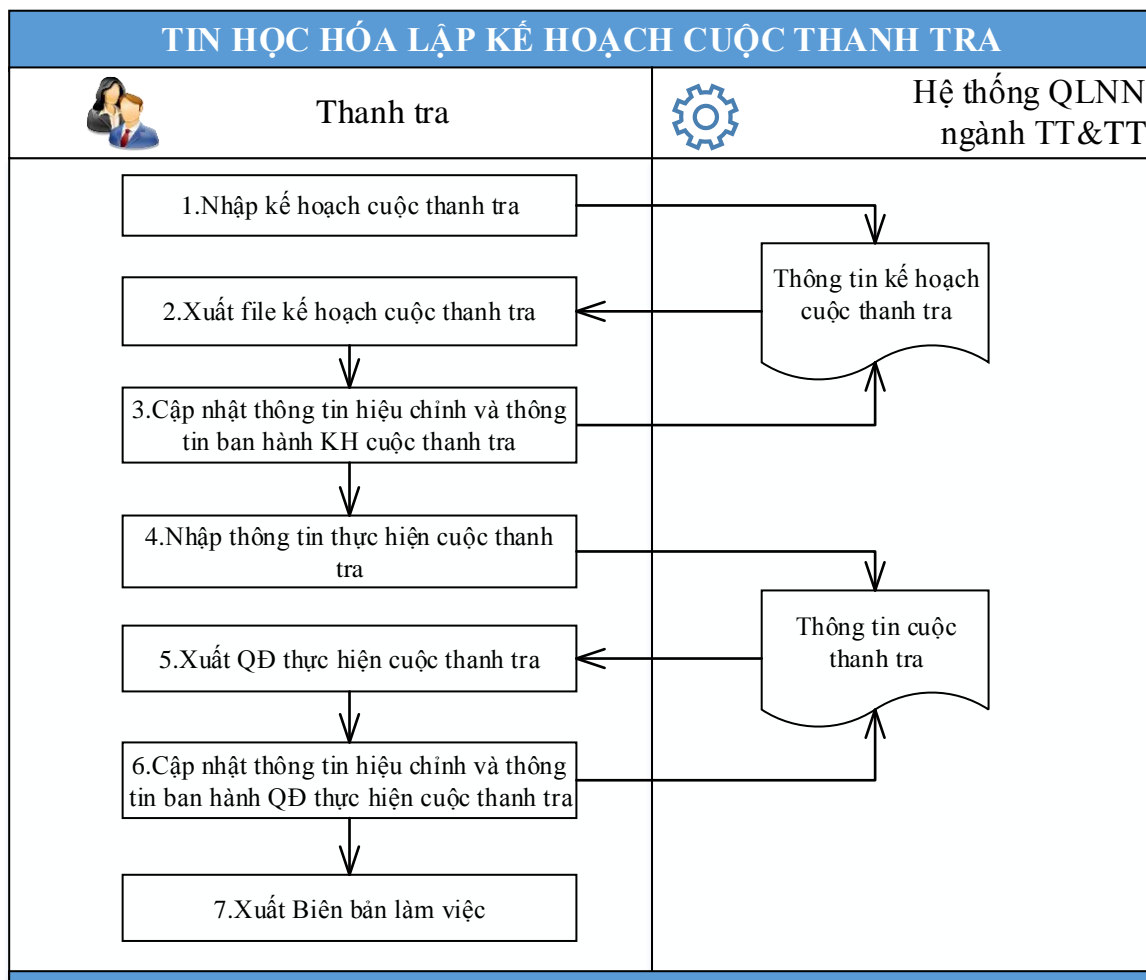 TIN HỌC HÓA LẬP KẾ HOẠCH CUỘC THANH TRA
Thanh tra
Hệ thống QLNN
ngành TT&TT
1.Nhập kế hoạch cuộc thanh tra
Thông tin kế hoạch
cuộc thanh tra
2.Xuất file kế hoạch cuộc thanh tra
3.Cập nhật thông tin hiệu chỉnh và thông
tin ban hành KH cuộc thanh tra
4.Nhập thông tin thực hiện cuộc thanh
tra
Thông tin cuộc
thanh tra
5.Xuất QĐ thực hiện cuộc thanh tra
6.Cập nhật thông tin hiệu chỉnh và thông
tin ban hành QĐ thực hiện cuộc thanh tra
7.Xuất Biên bản làm việc